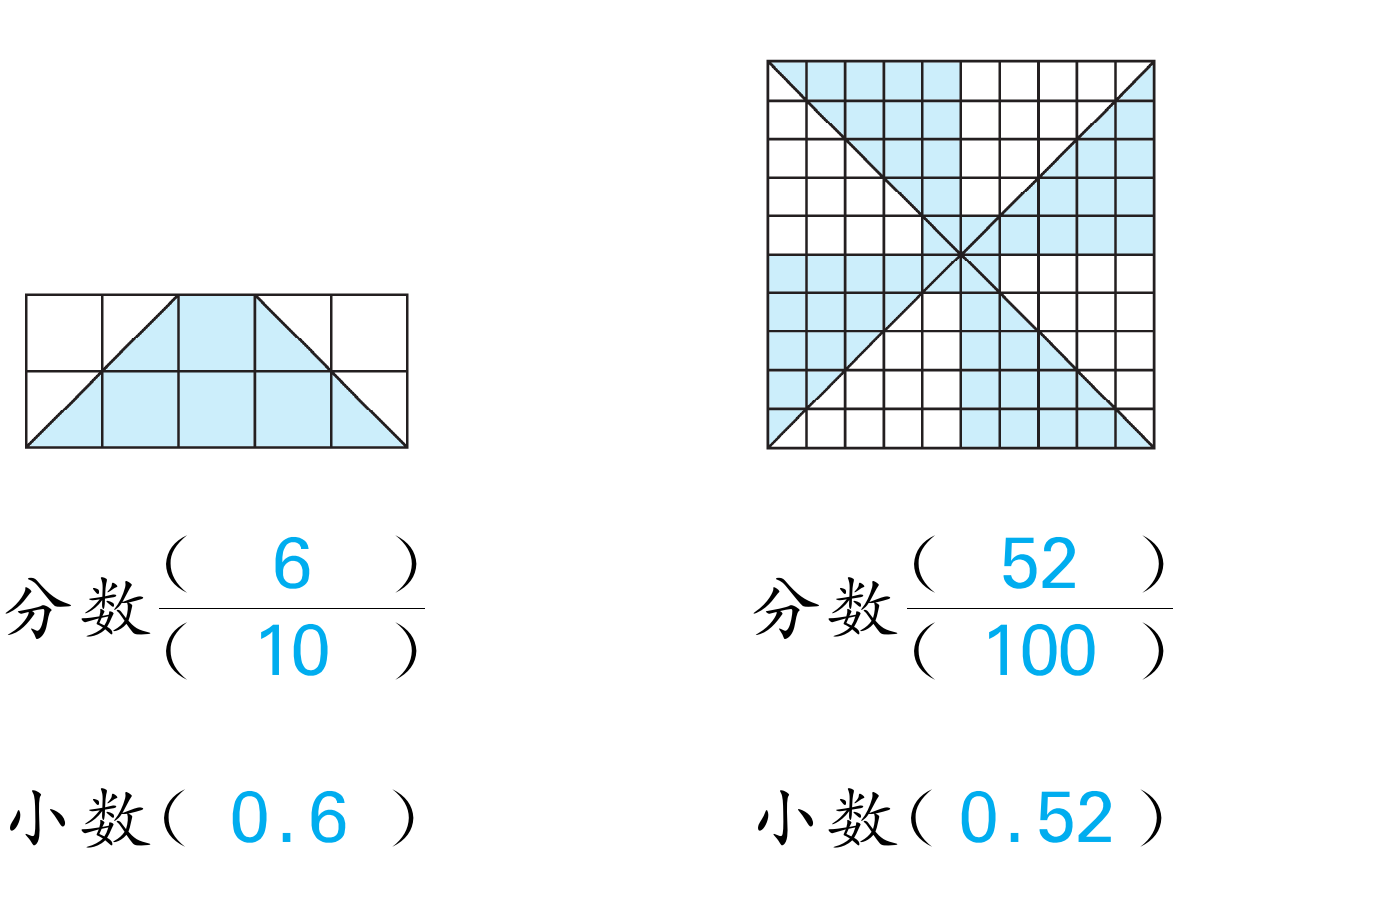 分数( 6 )/( 10 ) 分数( 52 )/( 100 )
小数( 0.6 ) 小数( 0.52 )